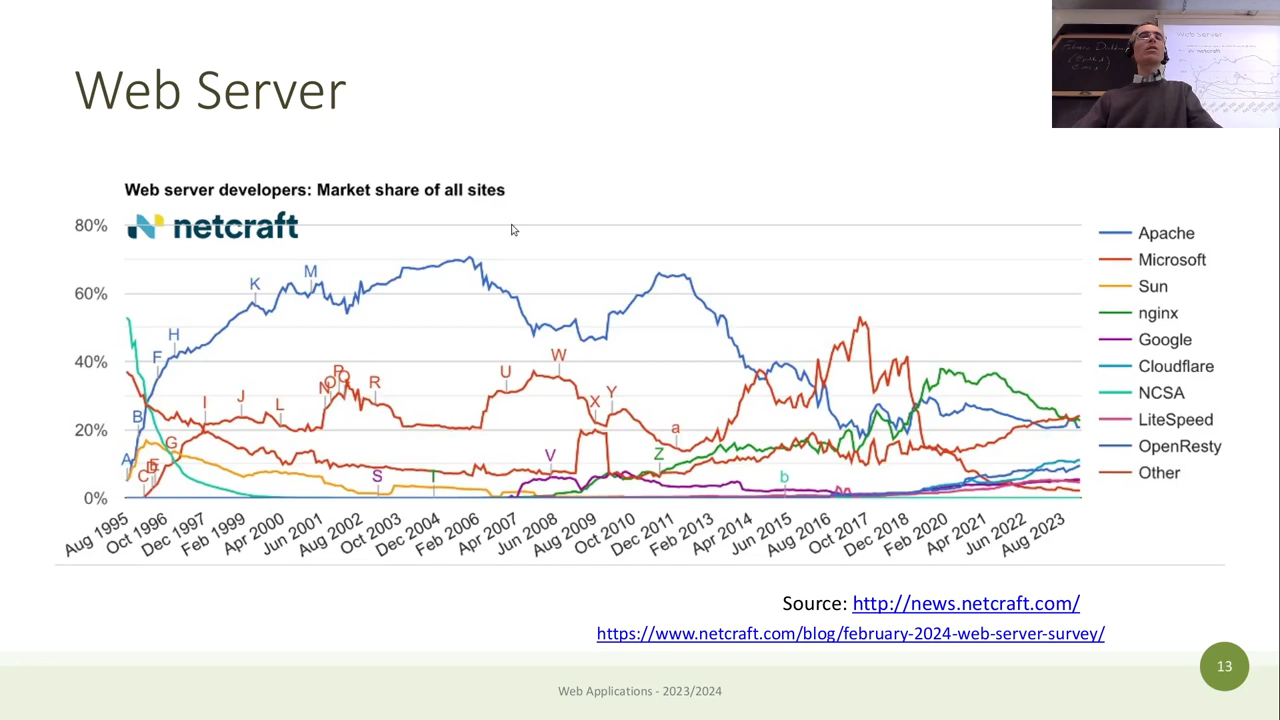 Web Server
Web server developers: Market share of all sites
netcraft
80%
60%
40%
20%
0%
A
B
C
D
E
F
G
H
I
J
K
L
M
N
O
P
Q
R
S
T
U
V
W
X
Y
Z
a
b
Aug 1995
Oct 1996
Dec 1997
Feb 1999
Apr 2000
Jun 2001
Aug 2002
Oct 2003
Dec 2004
Feb 2006
Apr 2007
Jun 2008
Aug 2009
Oct 2010
Dec 2011
Feb 2013
Apr 2014
Jun 2015
Aug 2016
Oct 2017
Dec 2018
Feb 2020
Apr 2021
Jun 2022
Aug 2023
Apache
Microsoft
Sun
nginx
Google
Cloudflare
NCSA
LiteSpeed
OpenResty
Other
Source: http://news.netcraft.com/
https://www.netcraft.com/blog/february-2024-web-server-survey/
13
Web Applications - 2023/2024
Web Server